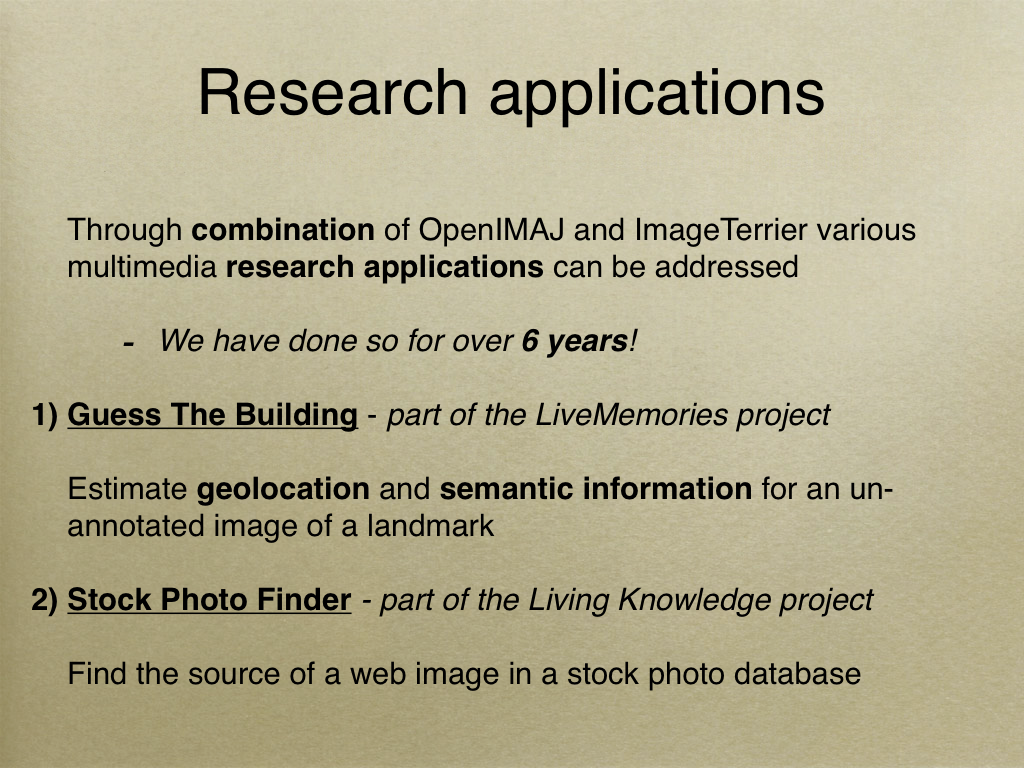 Research applications
Through combination of OpenIMAJ and ImageTerrier various
multimedia research applications can be addressed
- We have done so for over 6 years!
1) Guess The Building - part of the LiveMemories project
Estimate geolocation and semantic information for an un-
annotated image of a landmark
2) Stock Photo Finder - part of the Living Knowledge project
Find the source of a web image in a stock photo database